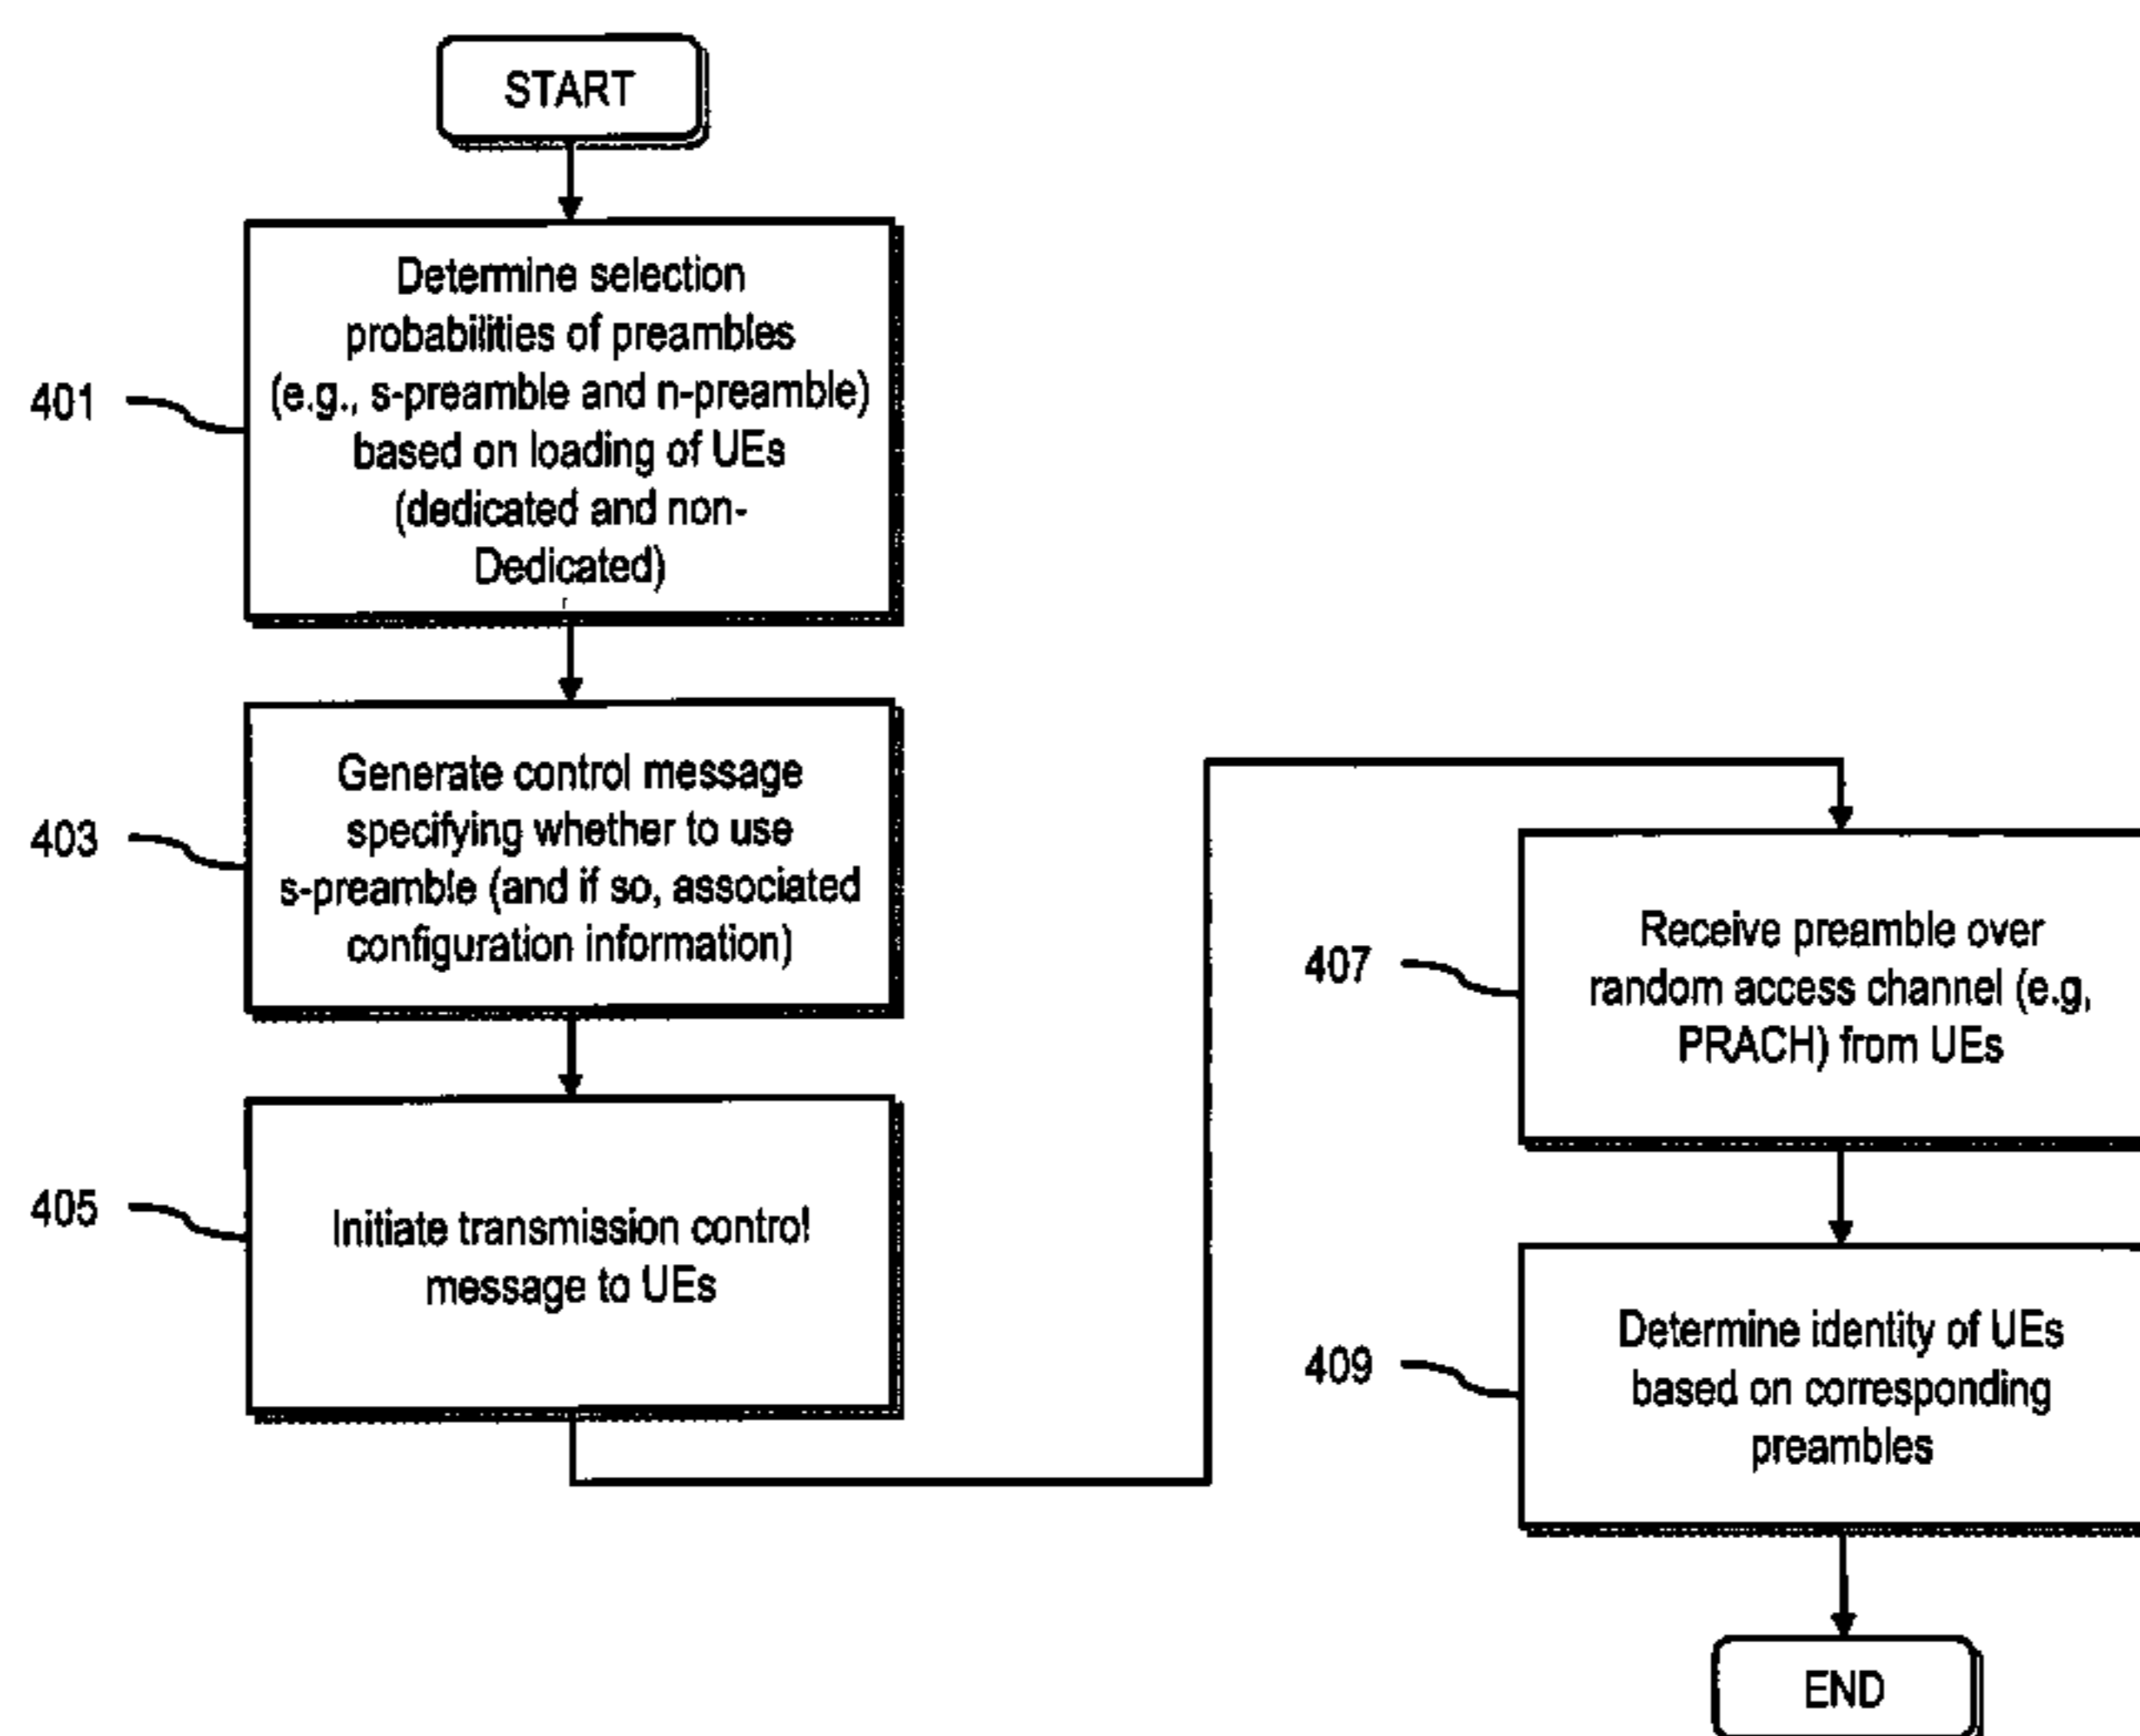 START
401
Determine selection
probabilities of preambles
(e.g., s-preamble and n-preamble)
based on loading of UEs
(dedicated and non-
Dedicated)
403
Generate control message
specifying whether to use
s-preamble (and if so, associated
configuration information)
405
Initiate transmission control
message to UEs
407
Receive preamble over
random access channel (e.g,
PRACH) from UEs
409
Determine identity of UEs
based on corresponding
preambles
END